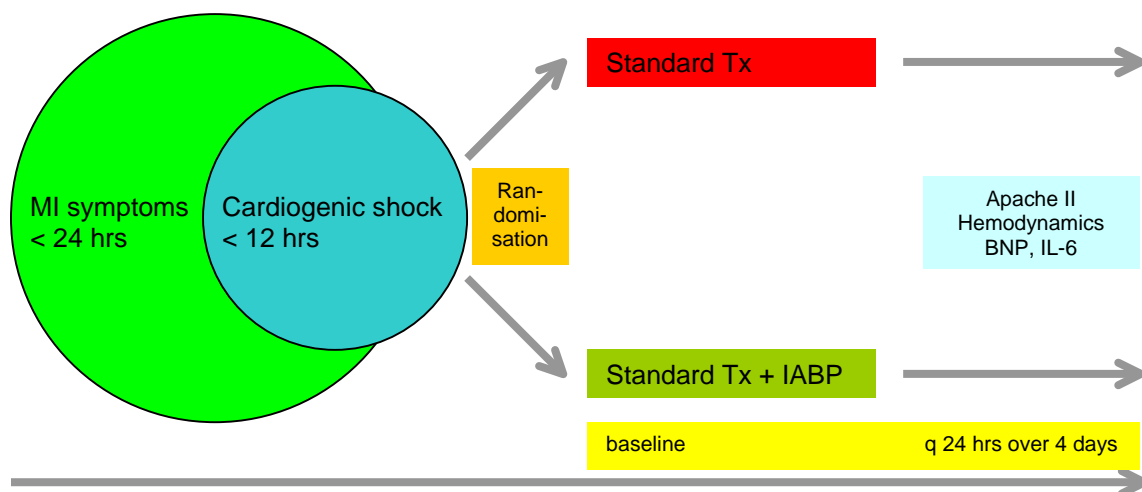 Standard Tx
MI symptoms
< 24 hrs
Cardiogenic shock
< 12 hrs
Ran-
domi-
sation
Apache II
Hemodynamics
BNP, IL-6
Standard Tx + IABP
baseline
q 24 hrs over 4 days